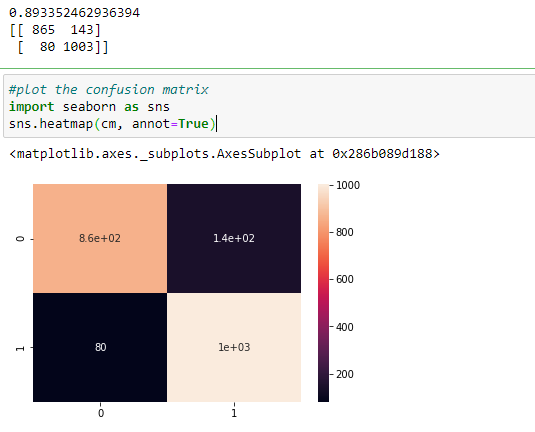 0.893352462936394
[[ 865  143]
 [  80 1003]]
#plot the confusion matrix
import seaborn as sns
sns.heatmap(cm, annot=True)
<matplotlib.axes._subplots.AxesSubplot at 0x286b089d188>
1000
8.6e+02 1.4e+02
0
800
600
400
80 1e+03
1
200
0 1